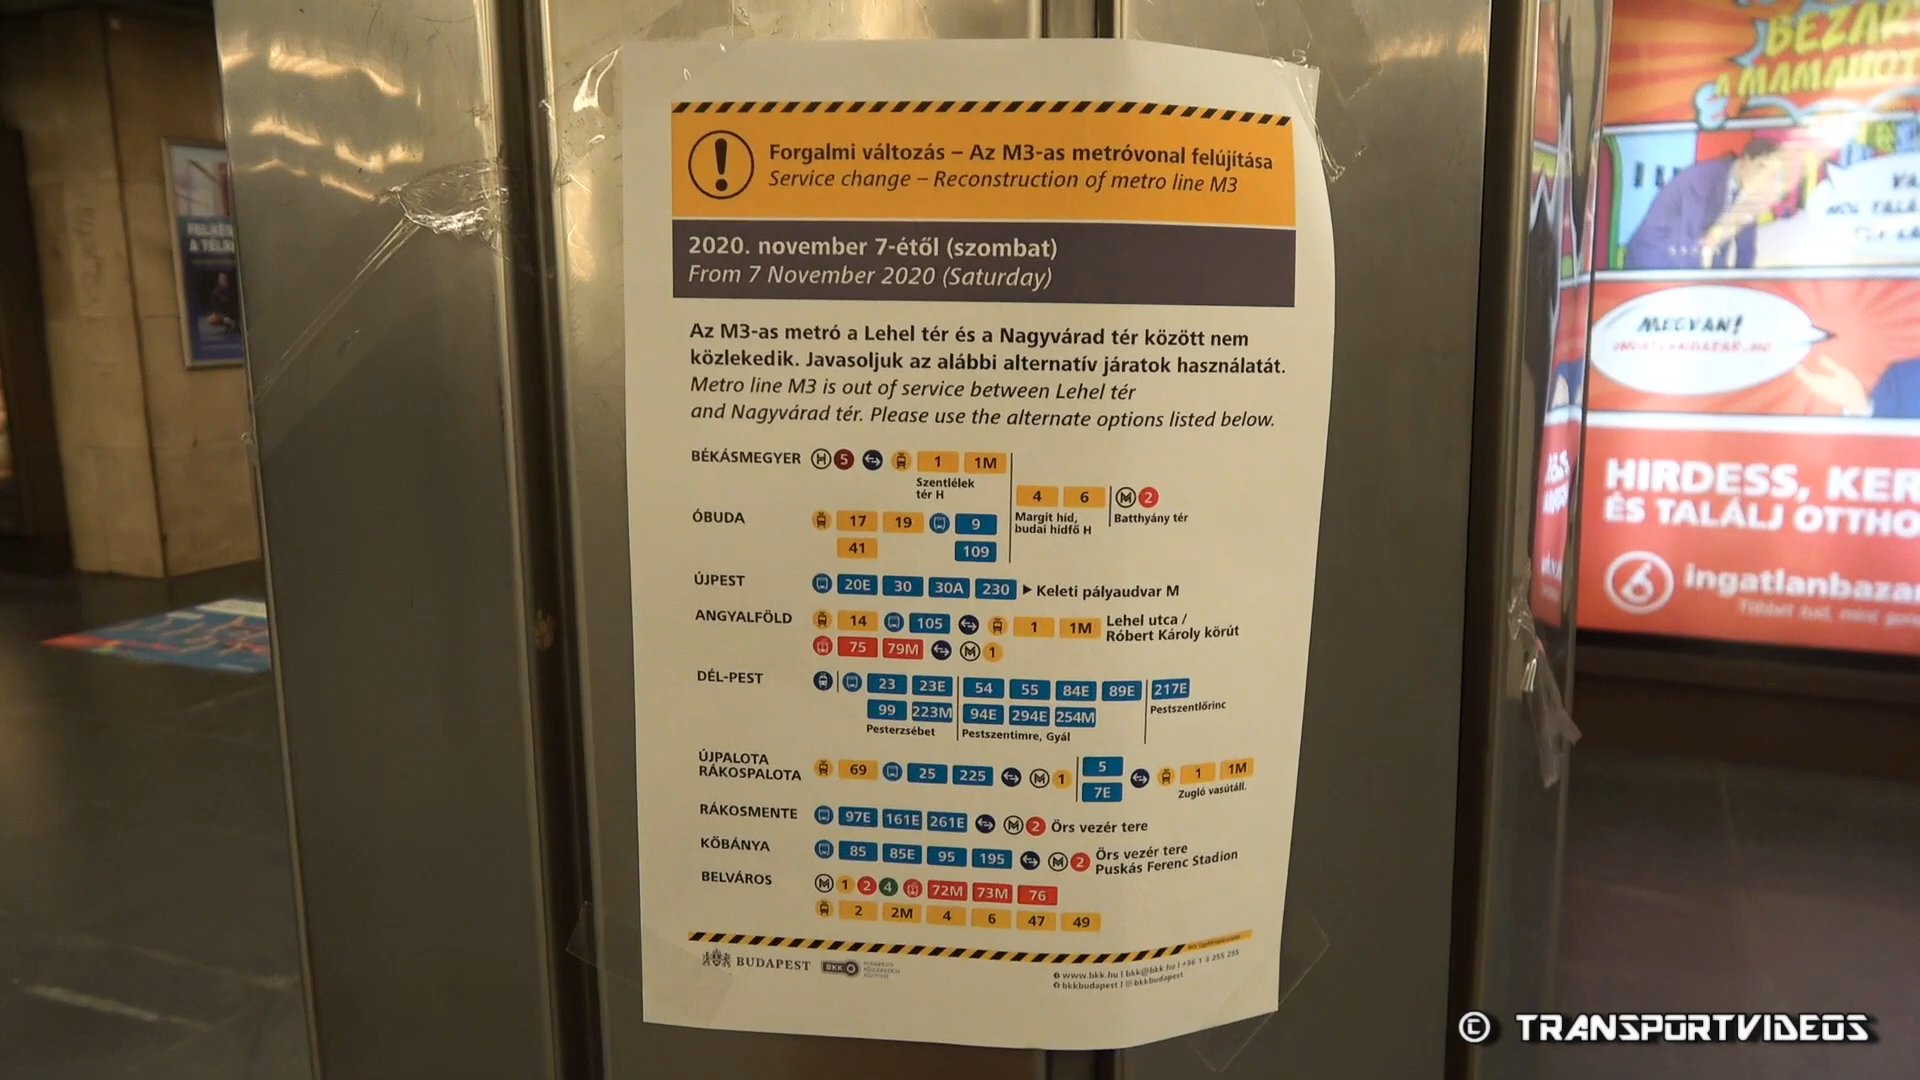 Forgalmi változás – Az M3-as metróvonal felújítása
Service change – Reconstruction of metro line M3
2020. november 7-étől (szombat)
From 7 November 2020 (Saturday)
Az M3-as metró a Lehel tér és a Nagyvárad tér között nem
közlekedik. Javasoljuk az alábbi alternatív járatok használatát.
Metro line M3 is out of service between Lehel tér
and Nagyvárad tér. Please use the alternate options listed below.
BÉKÁSMEGYER H 5 1 1M
Szentlélek
tér H
4 6 M 2
Margit híd,
budai hídfő H
Batthyány tér
ÓBUDA 17 19 9
41 109
ÚJPEST 20E 30 30A 230 Keleti pályaudvar M
ANGYALFÖLD 14 105 1 1M Lehel utca /
Róbert Károly körút
75 79M M 1
DÉL-PEST 23 23E 54 55 84E 89E 217E
99 223M 94E 294E 254M Pestszentlőrinc
Pesterzsébet Pestszentimre, Gyál
ÚJPALOTA
RÁKOSPALOTA 69 25 225 M 1 5 1 1M
7E Zugló vasútáll.
RÁKOSMENTE 97E 161E 261E M 2 Örs vezér tere
KŐBÁNYA 85 85E 95 195 M 2 Örs vezér tere
Puskás Ferenc Stadion
BELVÁROS M 1 2 4 72M 73M 76
2 2M 4 6 47 49
BUDAPEST BKK
www.bkk.hu | bkk@bkk.hu | +36 1 3 255 255
bkkbudapest | bkkbudapest
MEGVAN!
HIRDESS,
ÉS TALÁLJ
© TRANSPORTVIDEOS